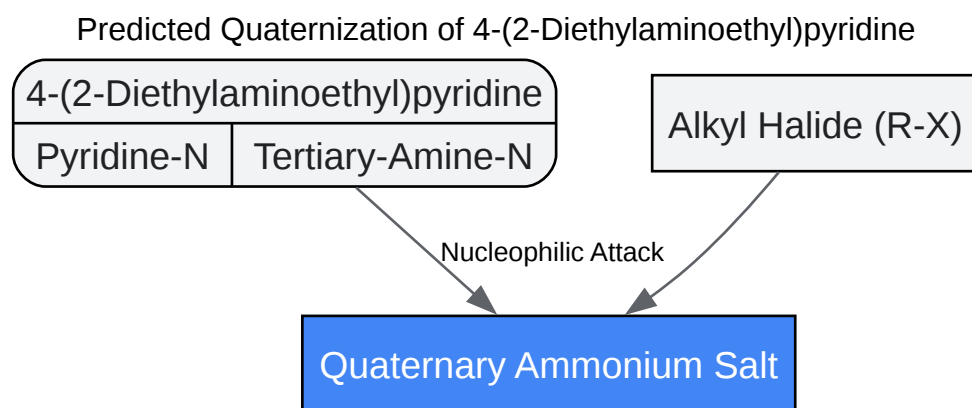 Predicted Quaternization of 4-(2-Diethylaminoethyl)pyridine
4-(2-Diethylaminoethyl)pyridine
Alkyl Halide (R-X)
Pyridine-N
Tertiary-Amine-N
Nucleophilic Attack
Quaternary Ammonium Salt